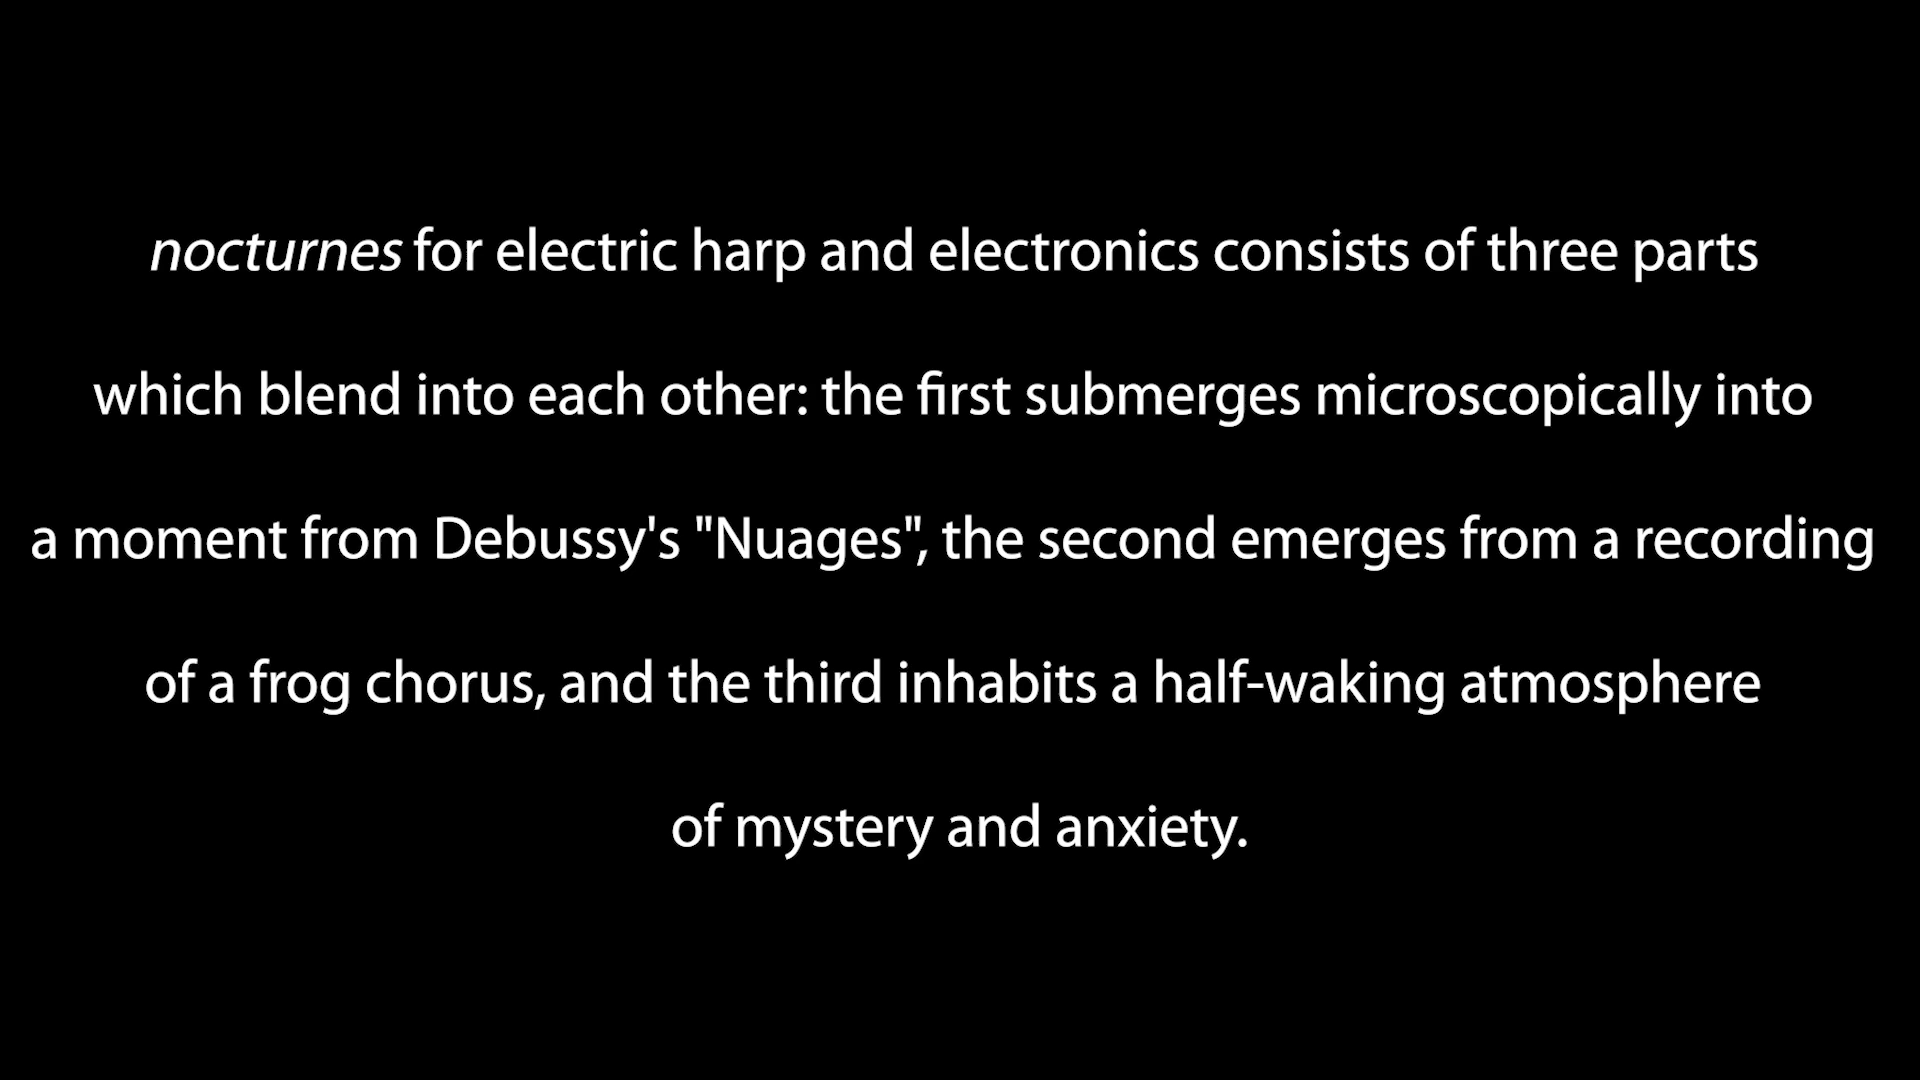 nocturnes for electric harp and electronics consists of three parts
which blend into each other: the first submerges microscopically into
a moment from Debussy's "Nuages", the second emerges from a recording
of a frog chorus, and the third inhabits a half-waking atmosphere
of mystery and anxiety.